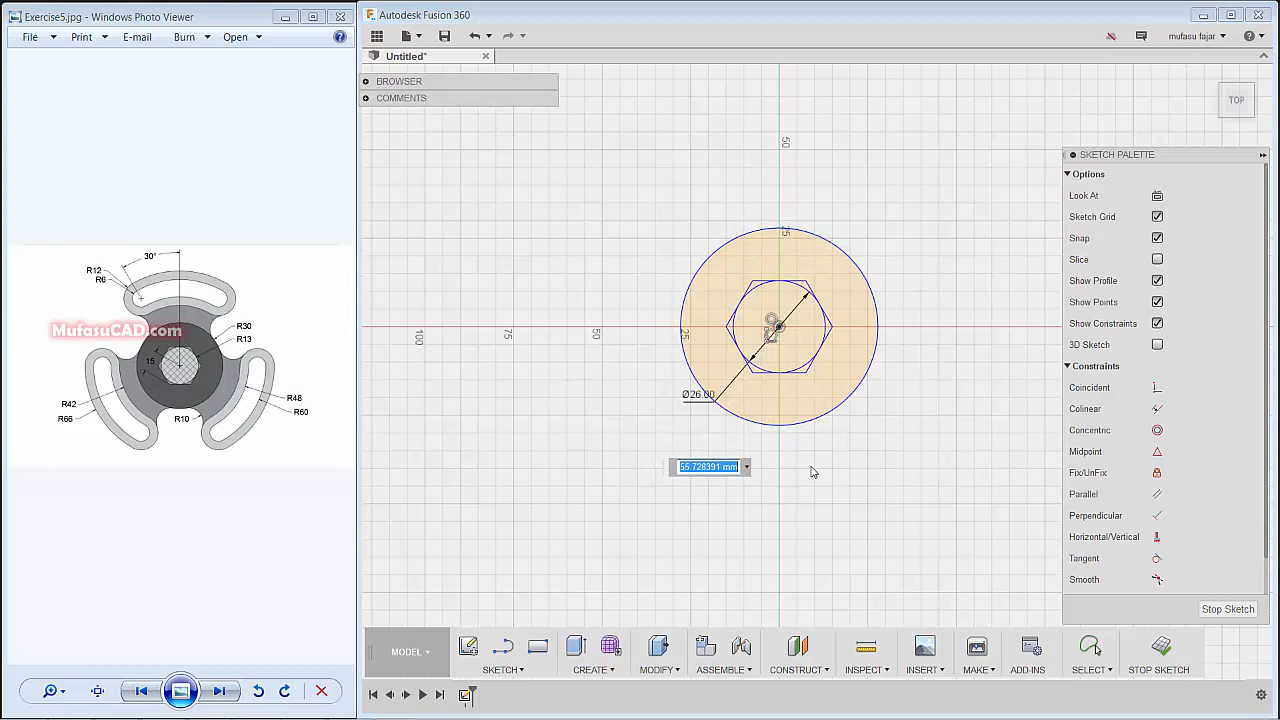 Exercise5.jpg - Windows Photo Viewer
File Print E-mail Burn Open
30°
R12
R6
MufasuCAD.com
R30
R13
15
R48
R42
R60
R66
R10
Autodesk Fusion 360
mufasu fajar
Untitled*
BROWSER
COMMENTS
TOP
50
25
100 75 50 25
Ø26.00
55.728391 mm
SKETCH PALETTE
Options
Look At
Sketch Grid
Snap
Slice
Show Profile
Show Points
Show Constraints
3D Sketch
Constraints
Coincident
Colinear
Concentric
Midpoint
Fix/UnFix
Parallel
Perpendicular
Horizontal/Vertical
Tangent
Smooth
Stop Sketch
MODEL
SKETCH CREATE MODIFY ASSEMBLE CONSTRUCT INSPECT INSERT MAKE ADD-INS SELECT STOP SKETCH